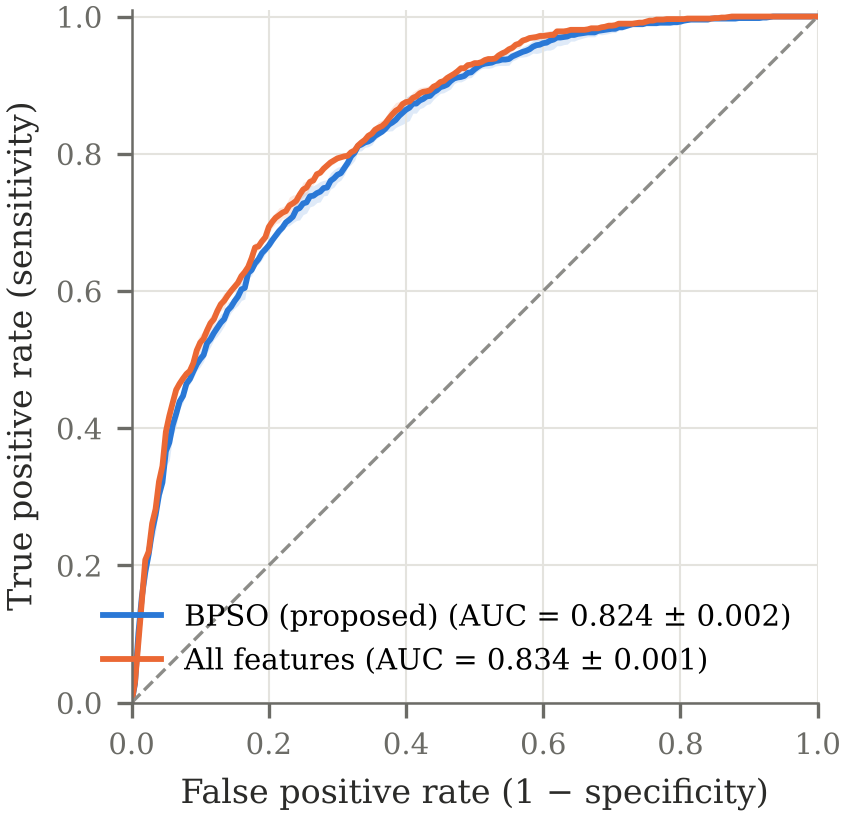 1.0
0.8
0.6
0.4
0.2
0.0
True positive rate (sensitivity)
BPSO (proposed) (AUC = 0.824 ± 0.002)
All features (AUC = 0.834 ± 0.001)
0.0 0.2 0.4 0.6 0.8 1.0
False positive rate (1 − specificity)